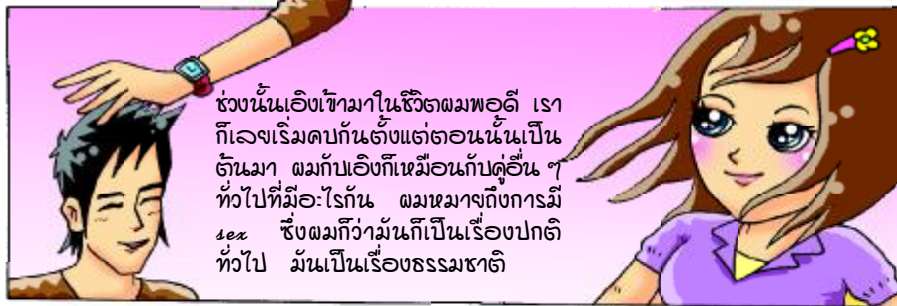 ช่วงนั้นเอิงเข้ามาในชีวิตผมพอดี เรา
ก็เลยเริ่มคบกันตั้งแต่ตอนนั้นเป็น
ต้นมา ผมกับเอิงก็เหมือนกับคู่อื่น ๆ
ทั่วไปที่มีอะไรกัน ผมหมายถึงการมี
sex ซึ่งผมก็ว่ามันก็เป็นเรื่องปกติ
ทั่วไป มันเป็นเรื่องธรรมชาติ